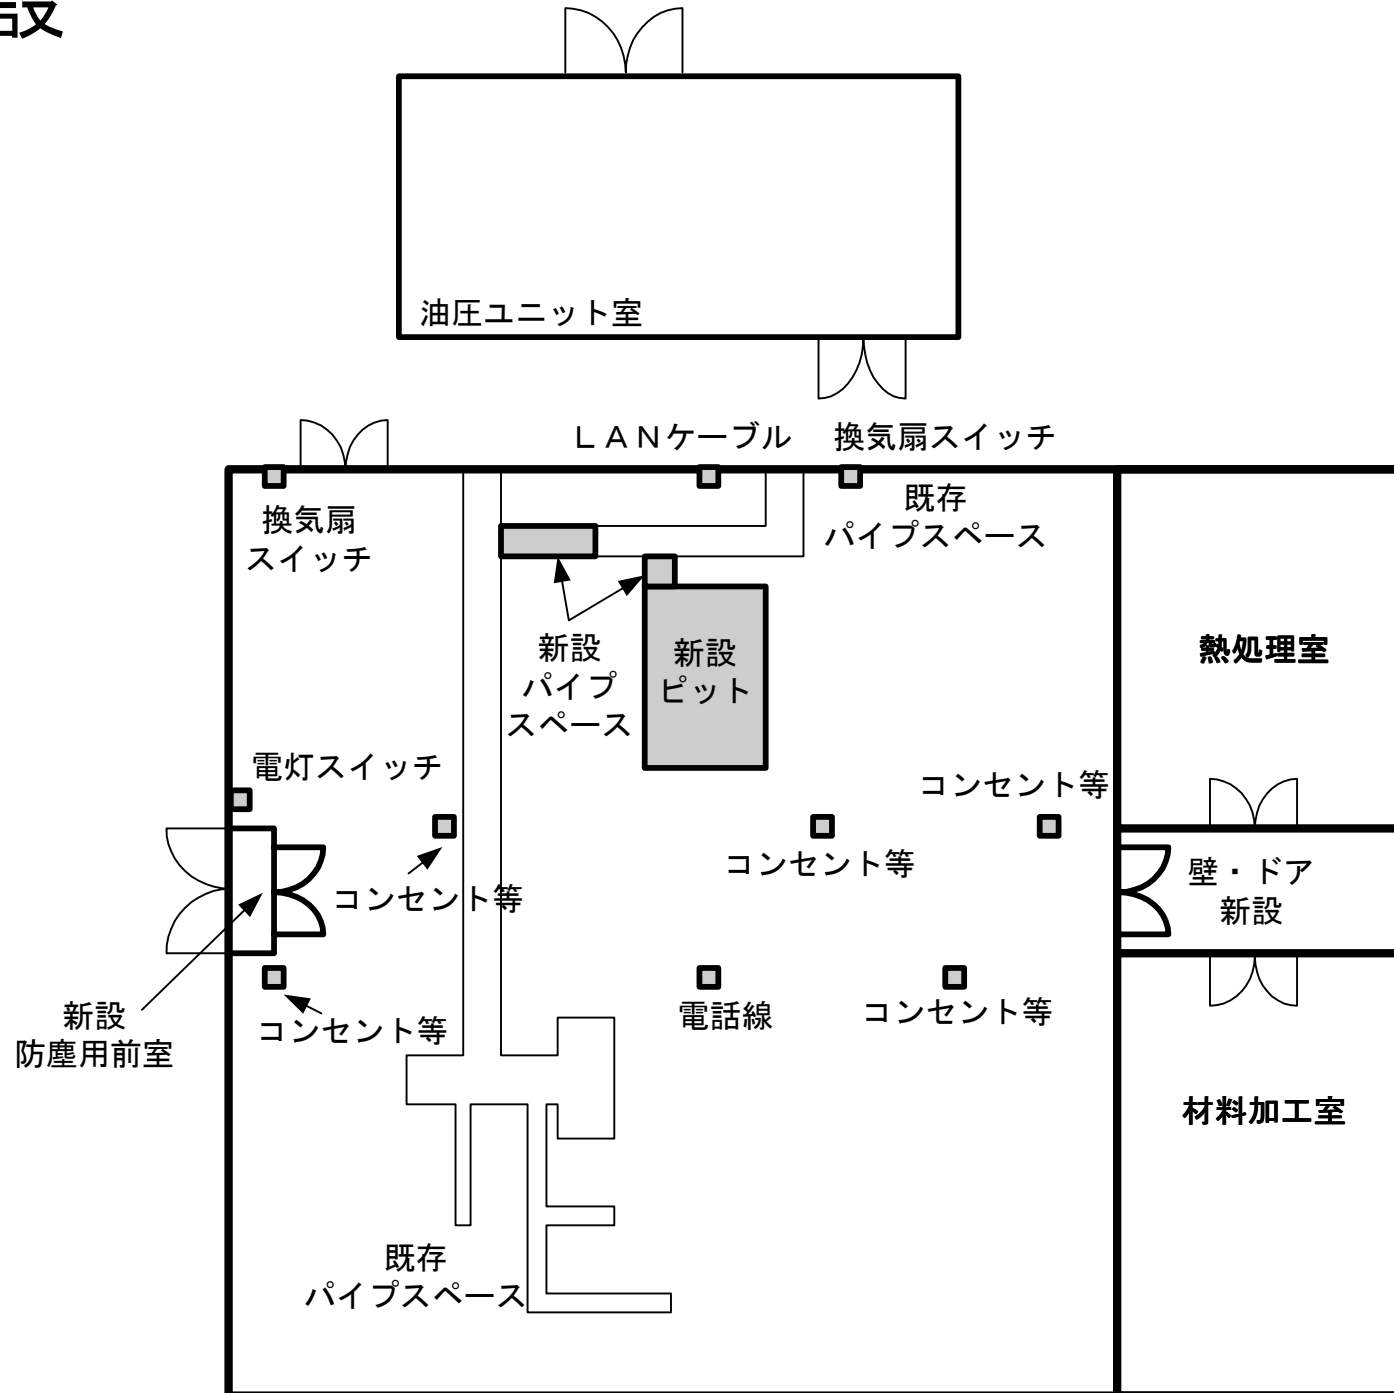 設
油圧ユニット室
ＬＡＮケーブル
換気扇スイッチ
換気扇
スイッチ
既存
パイプスペース
新設
パイプ
スペース
新設
ピット
熱処理室
電灯スイッチ
コンセント等
コンセント等
コンセント等
壁・ドア
新設
新設
防塵用前室
コンセント等
電話線
コンセント等
材料加工室
既存
パイプスペース